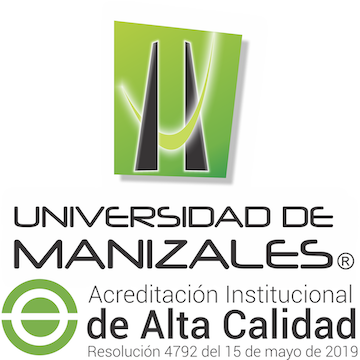 UNIVERSIDAD DE
MANIZALES®
Acreditación Institucional
de Alta Calidad
Resolución 4792 del 15 de mayo de 2019